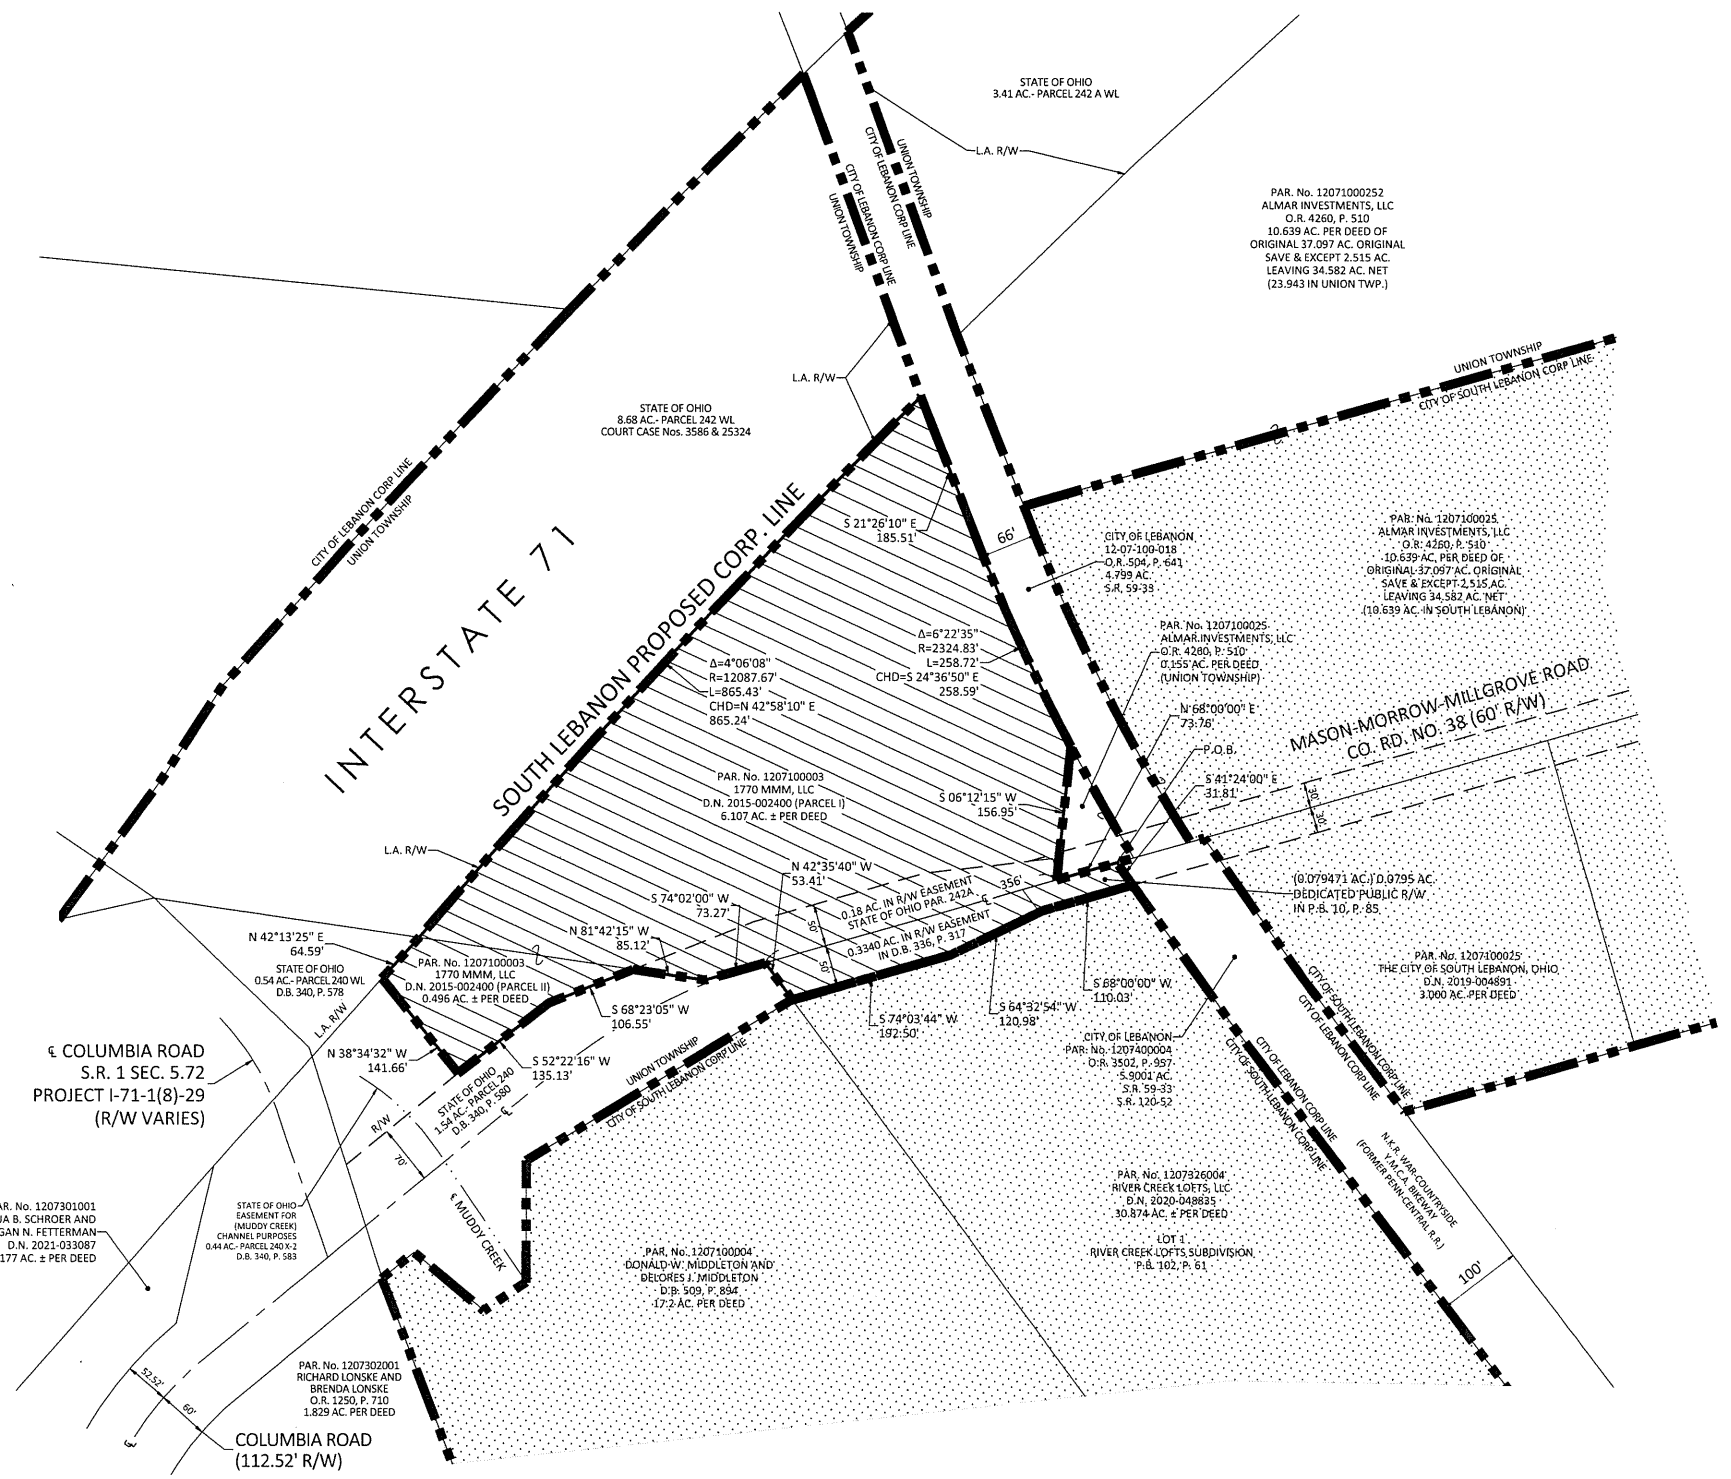 STATE OF OHIO
3.41 AC.- PARCEL 242 A WL
L.A. R/W
UNION TOWNSHIP
CITY OF LEBANON CORP LINE
CITY OF LEBANON CORP LINE
UNION TOWNSHIP
PAR. No. 12071000252
ALMAR INVESTMENTS, LLC
O.R. 4260, P. 510
10.639 AC. PER DEED OF
ORIGINAL 37.097 AC. ORIGINAL
SAVE & EXCEPT 2.515 AC.
LEAVING 34.582 AC. NET
(23.943 IN UNION TWP.)
UNION TOWNSHIP
CITY OF SOUTH LEBANON CORP LINE
L.A. R/W
STATE OF OHIO
8.68 AC.- PARCEL 242 WL
COURT CASE Nos. 3586 & 25324
CITY OF LEBANON CORP LINE
UNION TOWNSHIP
INTERSTATE 71
SOUTH LEBANON PROPOSED CORP. LINE
S 21°26'10" E
185.51'
66'
CITY OF LEBANON
12-07-100-018
O.R. 504, P. 641
4.799 AC.
S.R. 59-33
PAR. No. 1207100025
ALMAR INVESTMENTS, LLC
O.R. 4260, P. 510
10.639 AC. PER DEED OF
ORIGINAL 37.097 AC. ORIGINAL
SAVE & EXCEPT 2.515 AC.
LEAVING 34.582 AC. NET
(10.639 AC. IN SOUTH LEBANON)
Δ=6°22'35"
R=2324.83'
L=258.72'
CHD=S 24°36'50" E
258.59'
PAR. No. 1207100025
ALMAR INVESTMENTS, LLC
O.R. 4260, P. 510
0.155 AC. PER DEED
(UNION TOWNSHIP)
Δ=4°06'08"
R=12087.67'
L=865.43'
CHD=N 42°58'10" E
865.24'
N 68°00'00" E
73.76'
P.O.B.
MASON-MORROW-MILLGROVE ROAD
CO. RD. NO. 38 (60' R/W)
S 41°24'00" E
31.81'
30'
30'
PAR. No. 1207100003
1770 MMM, LLC
D.N. 2015-002400 (PARCEL I)
6.107 AC. ± PER DEED
S 06°12'15" W
156.95'
L.A. R/W
N 42°35'40" W
53.41'
S 74°02'00" W
73.27'
0.18 AC. IN R/W EASEMENT
STATE OF OHIO PAR. 242A
℄ 356'
0.3340 AC. IN R/W EASEMENT
IN D.B. 336, P. 317
50'
50'
(0.079471 AC.) 0.0795 AC.
DEDICATED PUBLIC R/W
IN P.B. 10, P. 85
N 81°42'15" W
85.12'
N 42°13'25" E
64.59'
STATE OF OHIO
0.54 AC.- PARCEL 240 WL
D.B. 340, P. 578
PAR. No. 1207100003
1770 MMM, LLC
D.N. 2015-002400 (PARCEL II)
0.496 AC. ± PER DEED
L.A. R/W
S 68°23'05" W
106.55'
S 74°03'44" W
192.50'
S 64°32'54" W
120.98'
S 68°00'00" W
110.03'
PAR. No. 1207100025
THE CITY OF SOUTH LEBANON, OHIO
D.N. 2019-004891
3.000 AC. PER DEED
CITY OF SOUTH LEBANON CORP LINE
CITY OF LEBANON CORP LINE
CITY OF LEBANON
PAR. No. 1207400004
O.R. 3502, P. 957
5.9001 AC.
S.R. 59-33
S.R. 120-52
CITY OF LEBANON CORP LINE
CITY OF SOUTH LEBANON CORP LINE
℄ COLUMBIA ROAD
S.R. 1 SEC. 5.72
PROJECT I-71-1(8)-29
(R/W VARIES)
N 38°34'32" W
141.66'
S 52°22'16" W
135.13'
STATE OF OHIO
1.54 AC.- PARCEL 240
D.B. 340, P. 580
℄
UNION TOWNSHIP
CITY OF SOUTH LEBANON CORP LINE
R/W
70'
N.K.R. WAR-COUNTRYSIDE
Y.M.C.A. BIKEWAY
(FORMER PENN-CENTRAL R.R.)
PAR. No. 1207326004
RIVER CREEK LOFTS, LLC
D.N. 2020-048835
30.874 AC. ± PER DEED
LOT 1
RIVER CREEK LOFTS SUBDIVISION
P.B. 102, P. 61
100'
AR. No. 1207301001
JA B. SCHROER AND
GAN N. FETTERMAN
D.N. 2021-033087
177 AC. ± PER DEED
STATE OF OHIO
EASEMENT FOR
(MUDDY CREEK)
CHANNEL PURPOSES
0.44 AC.- PARCEL 240 X-2
D.B. 340, P. 583
℄ MUDDY CREEK
PAR. No. 1207100004
DONALD W. MIDDLETON AND
DELORES J. MIDDLETON
D.B. 509, P. 894
17.2 AC. PER DEED
PAR. No. 1207302001
RICHARD LONSKE AND
BRENDA LONSKE
O.R. 1250, P. 710
1.829 AC. PER DEED
52.52'
60'
℄
COLUMBIA ROAD
(112.52' R/W)